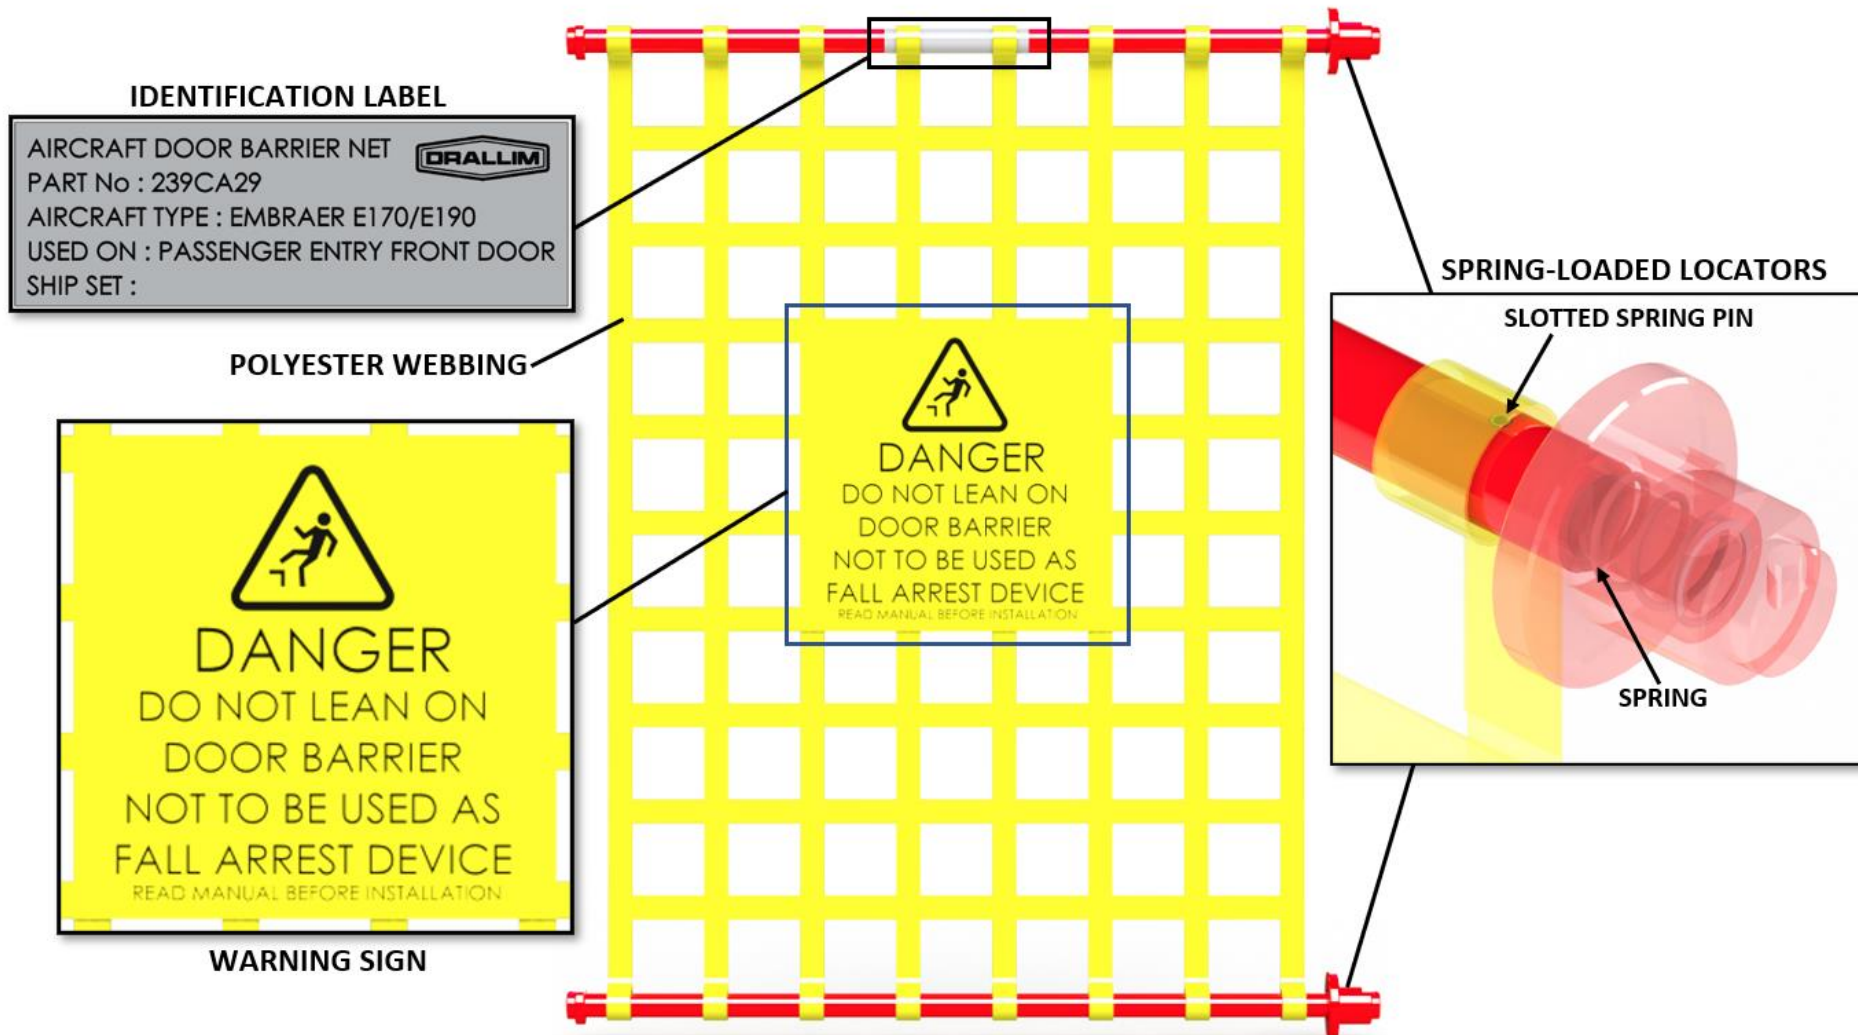 IDENTIFICATION LABEL
AIRCRAFT DOOR BARRIER NET
DRALLIM
PART No : 239CA29
AIRCRAFT TYPE : EMBRAER E170/E190
USED ON : PASSENGER ENTRY FRONT DOOR
SHIP SET :
POLYESTER WEBBING
DANGER
DO NOT LEAN ON
DOOR BARRIER
NOT TO BE USED AS
FALL ARREST DEVICE
READ MANUAL BEFORE INSTALLATION
WARNING SIGN
DANGER
DO NOT LEAN ON
DOOR BARRIER
NOT TO BE USED AS
FALL ARREST DEVICE
READ MANUAL BEFORE INSTALLATION
SPRING-LOADED LOCATORS
SLOTTED SPRING PIN
SPRING